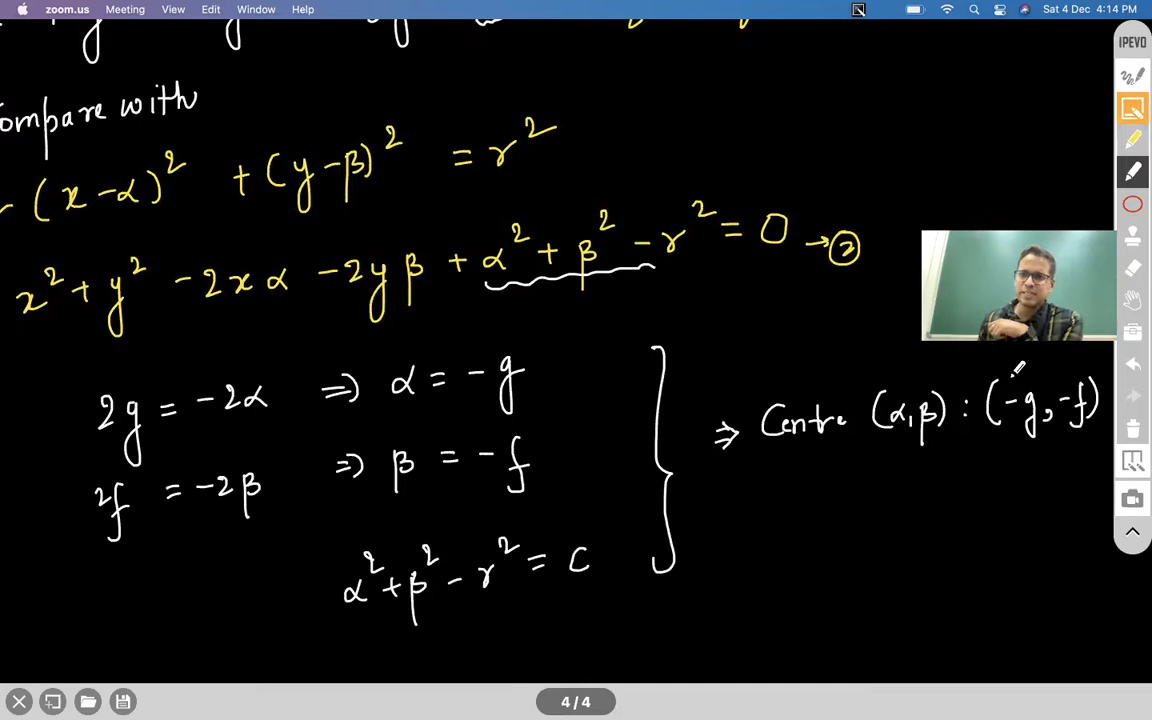 zoom.us Meeting View Edit Window Help Sat 4 Dec 4:14 PM
IPEVO
ompare with
(x-α)² + (y-β)² = r²
x² + y² - 2xα - 2yβ + α² + β² - r² = 0 → ②
2g = -2α ⇒ α = -g
⇒ Centre (α,β) : (-g, -f)
2f = -2β ⇒ β = -f
α² + β² - r² = c
4/4